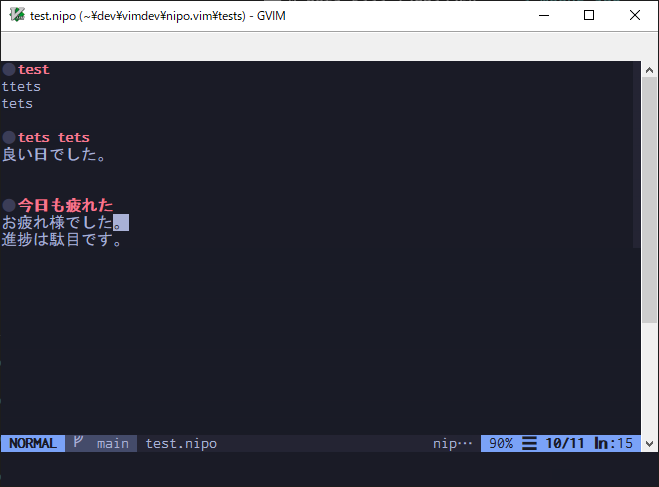 test.nipo (~¥dev¥vimdev¥nipo.vim¥tests) - GVIM
●test
ttets
tets
●tets tets
良い日でした。
●今日も疲れた
お疲れ様でした。
進捗は駄目です。
NORMAL main test.nipo nip… 90% ☰ 10/11 ln:15